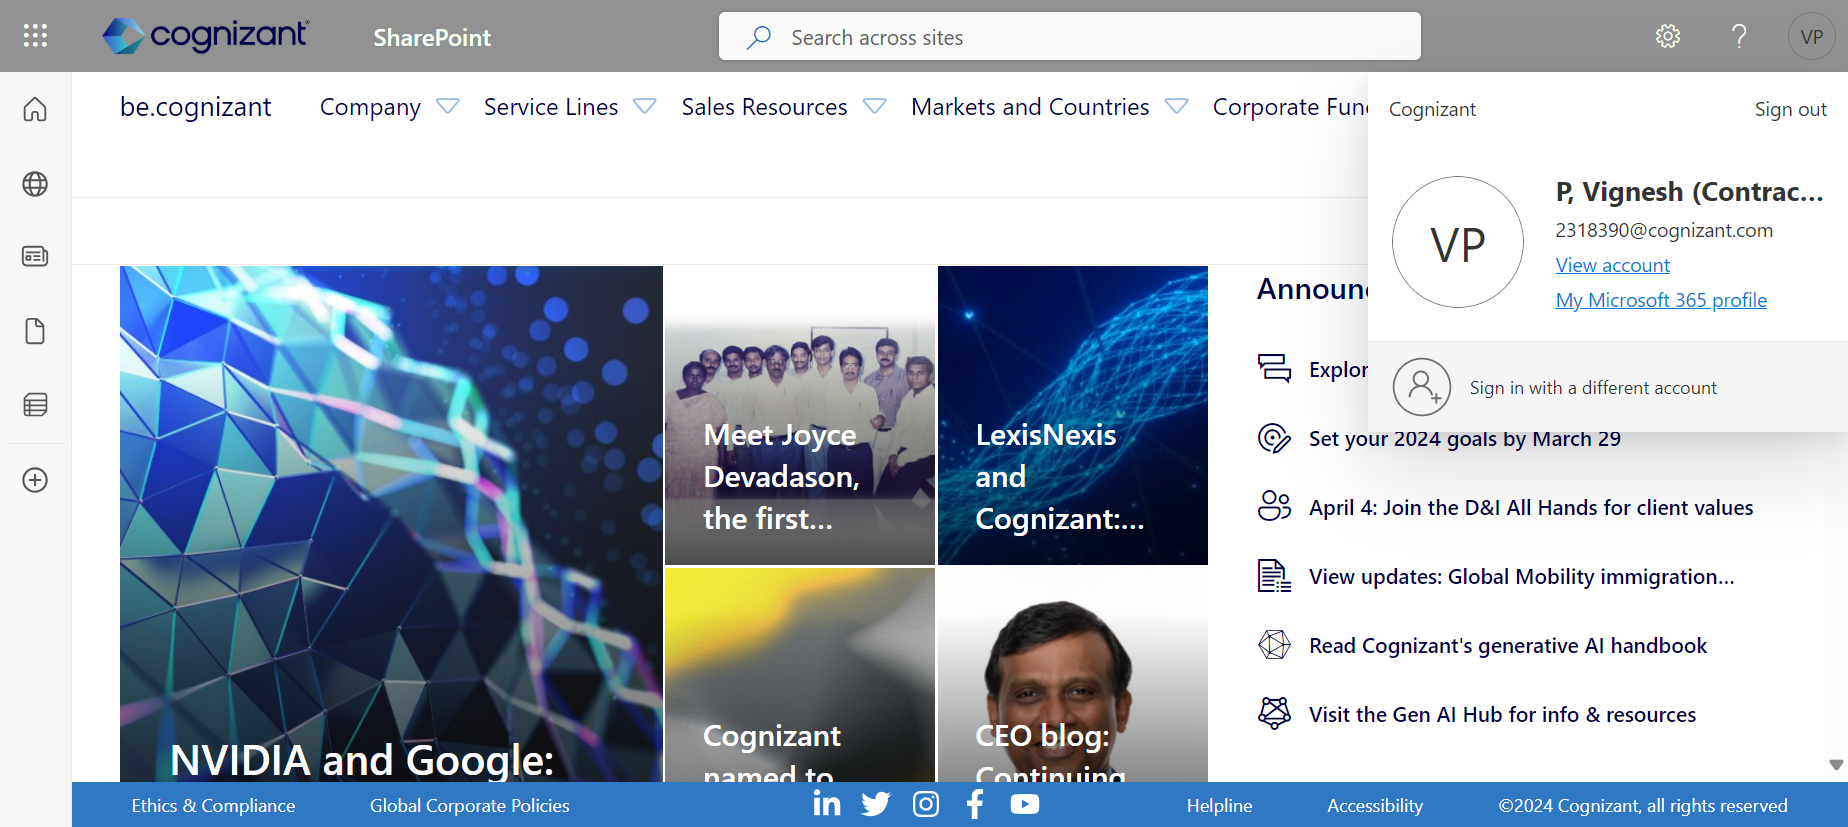 cognizant
SharePoint
Search across sites
VP
be.cognizant
Company
Service Lines
Sales Resources
Markets and Countries
Corporate Fun
Cognizant
Sign out
VP
P, Vignesh (Contrac...
2318390@cognizant.com
View account
My Microsoft 365 profile
Sign in with a different account
NVIDIA and Google:
Meet Joyce
Devadason,
the first...
LexisNexis
and
Cognizant:...
Cognizant
named to
CEO blog:
Continuing
Announ
Explor
Set your 2024 goals by March 29
April 4: Join the D&I All Hands for client values
View updates: Global Mobility immigration...
Read Cognizant's generative AI handbook
Visit the Gen AI Hub for info & resources
Ethics & Compliance
Global Corporate Policies
Helpline
Accessibility
©2024 Cognizant, all rights reserved